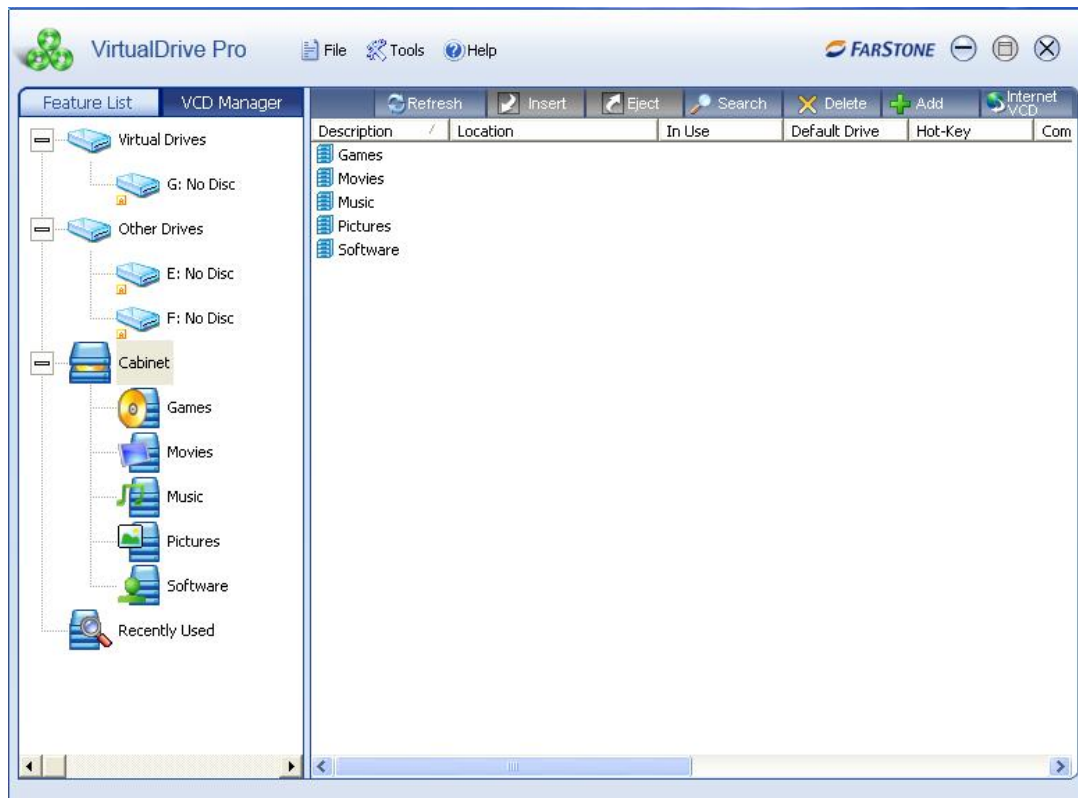 VirtualDrive Pro
File Tools Help
FARSTONE
Feature List VCD Manager
Refresh Insert Eject Search Delete Add Internet VCD
Virtual Drives
G: No Disc
Other Drives
E: No Disc
F: No Disc
Cabinet
Games
Movies
Music
Pictures
Software
Recently Used
Description Location In Use Default Drive Hot-Key Com
Games
Movies
Music
Pictures
Software